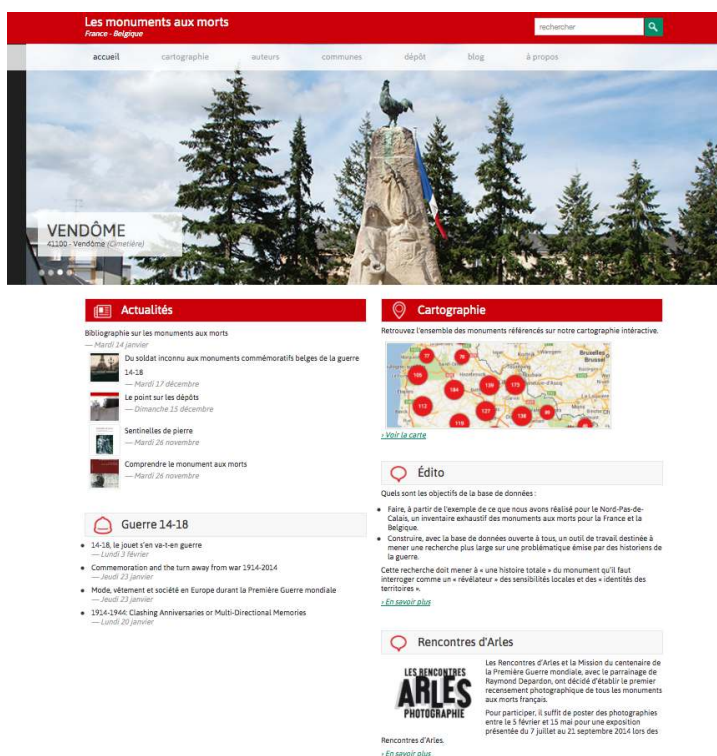 Les monuments aux morts
France - Belgique
rechercher
accueil cartographie auteurs communes dépôt blog à propos
VENDÔME
41100 - Vendôme (Cimetière)
Actualités
Bibliographie sur les monuments aux morts
— Mardi 14 janvier
Du soldat inconnu aux monuments commémoratifs belges de la guerre
14-18
— Mardi 17 décembre
Le point sur les dépôts
— Dimanche 15 décembre
Sentinelles de pierre
— Mardi 26 novembre
Comprendre le monument aux morts
— Mardi 26 novembre
Guerre 14-18
14-18, le jouet s'en va-t-en guerre
— Lundi 3 février
Commemoration and the turn away from war 1914-2014
— Jeudi 23 janvier
Mode, vêtement et société en Europe durant la Première Guerre mondiale
— Jeudi 23 janvier
1914-1944: Clashing Anniversaries or Multi-Directional Memories
— Lundi 20 janvier
Cartographie
Retrouvez l'ensemble des monuments référencés sur notre cartographie intéractive.
Bruxelles
Brussel
› Voir la carte
Édito
Quels sont les objectifs de la base de données :
Faire, à partir de l'exemple de ce que nous avons réalisé pour le Nord-Pas-de-
Calais, un inventaire exhaustif des monuments aux morts pour la France et la
Belgique.
Construire, avec la base de données ouverte à tous, un outil de travail destinée à
mener une recherche plus large sur une problématique émise par des historiens de
la guerre.
Cette recherche doit mener à « une histoire totale » du monument qu'il faut
interroger comme un « révélateur » des sensibilités locales et des « identités des
territoires ».
› En savoir plus
Rencontres d'Arles
LES RENCONTRES
ARLES
PHOTOGRAPHIE
Les Rencontres d'Arles et la Mission du centenaire de
la Première Guerre mondiale, avec le parrainage de
Raymond Depardon, ont décidé d'établir le premier
recensement photographique de tous les monuments
aux morts français.
Pour participer, il suffit de poster des photographies
entre le 5 février et 15 mai pour une exposition
présentée du 7 juillet au 21 septembre 2014 lors des
Rencontres d'Arles.
› En savoir plus